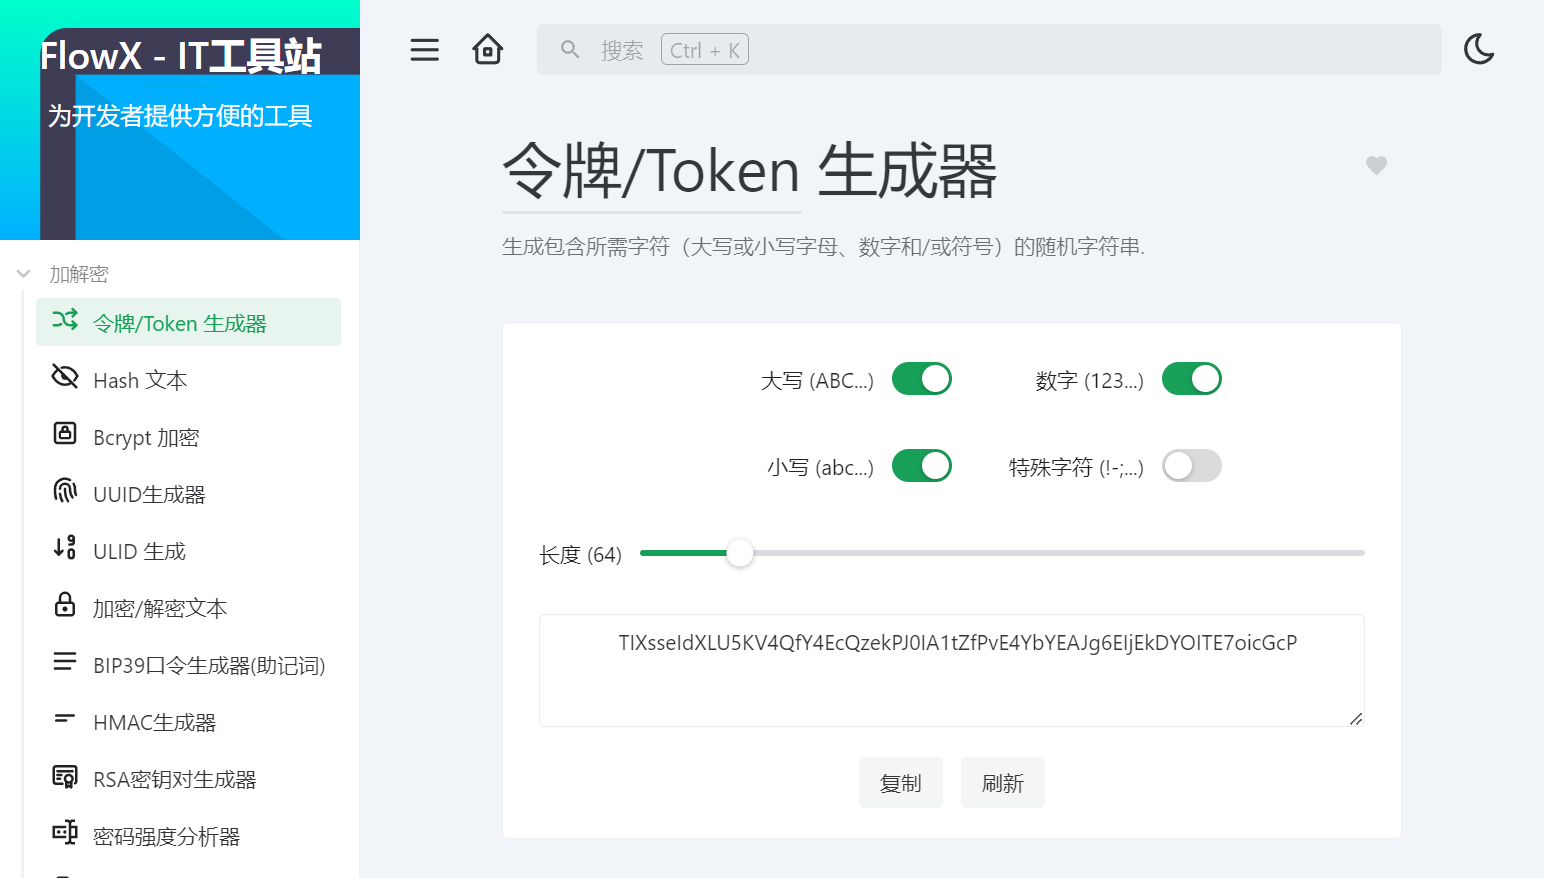 FlowX - IT工具站
为开发者提供方便的工具
搜索 Ctrl + K
令牌/Token 生成器
生成包含所需字符（大写或小写字母、数字和/或符号）的随机字符串.
加解密
令牌/Token 生成器
Hash 文本
Bcrypt 加密
UUID生成器
ULID 生成
加密/解密文本
BIP39口令生成器(助记词)
HMAC生成器
RSA密钥对生成器
密码强度分析器
大写 (ABC...)
数字 (123...)
小写 (abc...)
特殊字符 (!-;...)
长度 (64)
TIXsseIdXLU5KV4QfY4EcQzekPJ0IA1tZfPvE4YbYEAJg6EIjEkDYOITE7oicGcP
复制
刷新